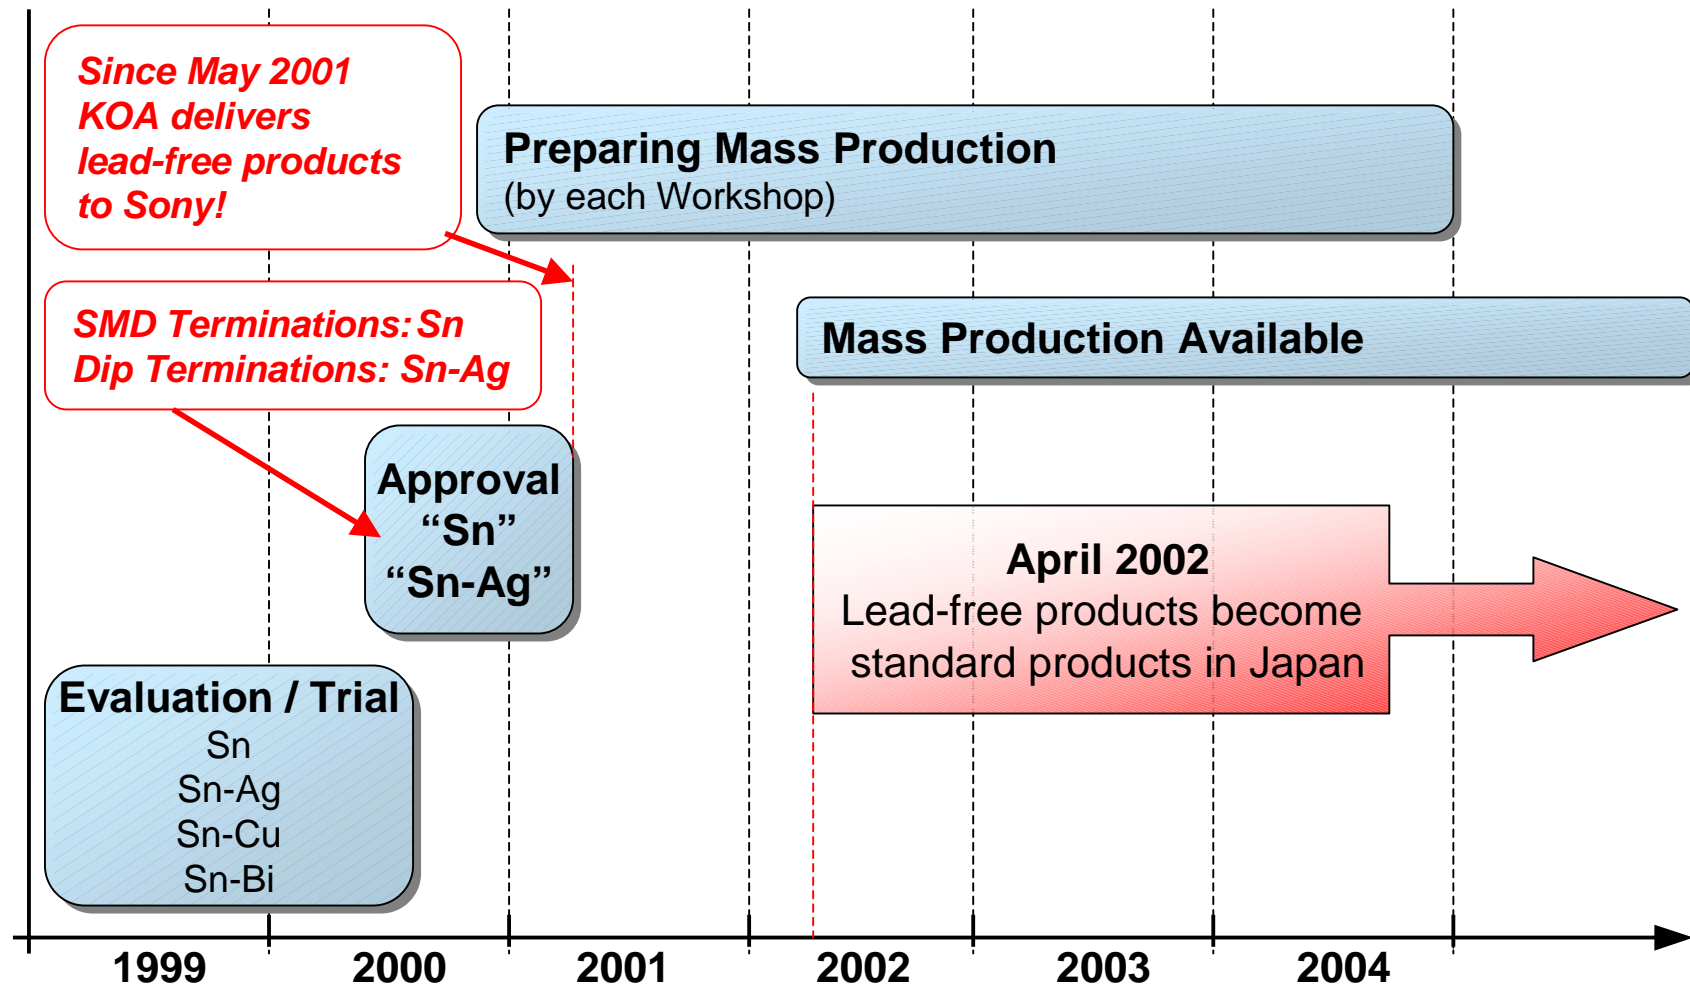 Since May 2001
KOA delivers
lead-free products
to Sony!
Preparing Mass Production
(by each Workshop)
SMD Terminations: Sn
Dip Terminations: Sn-Ag
Mass Production Available
Approval
“Sn”
“Sn-Ag”
April 2002
Lead-free products become
standard products in Japan
Evaluation / Trial
Sn
Sn-Ag
Sn-Cu
Sn-Bi
1999 2000 2001 2002 2003 2004